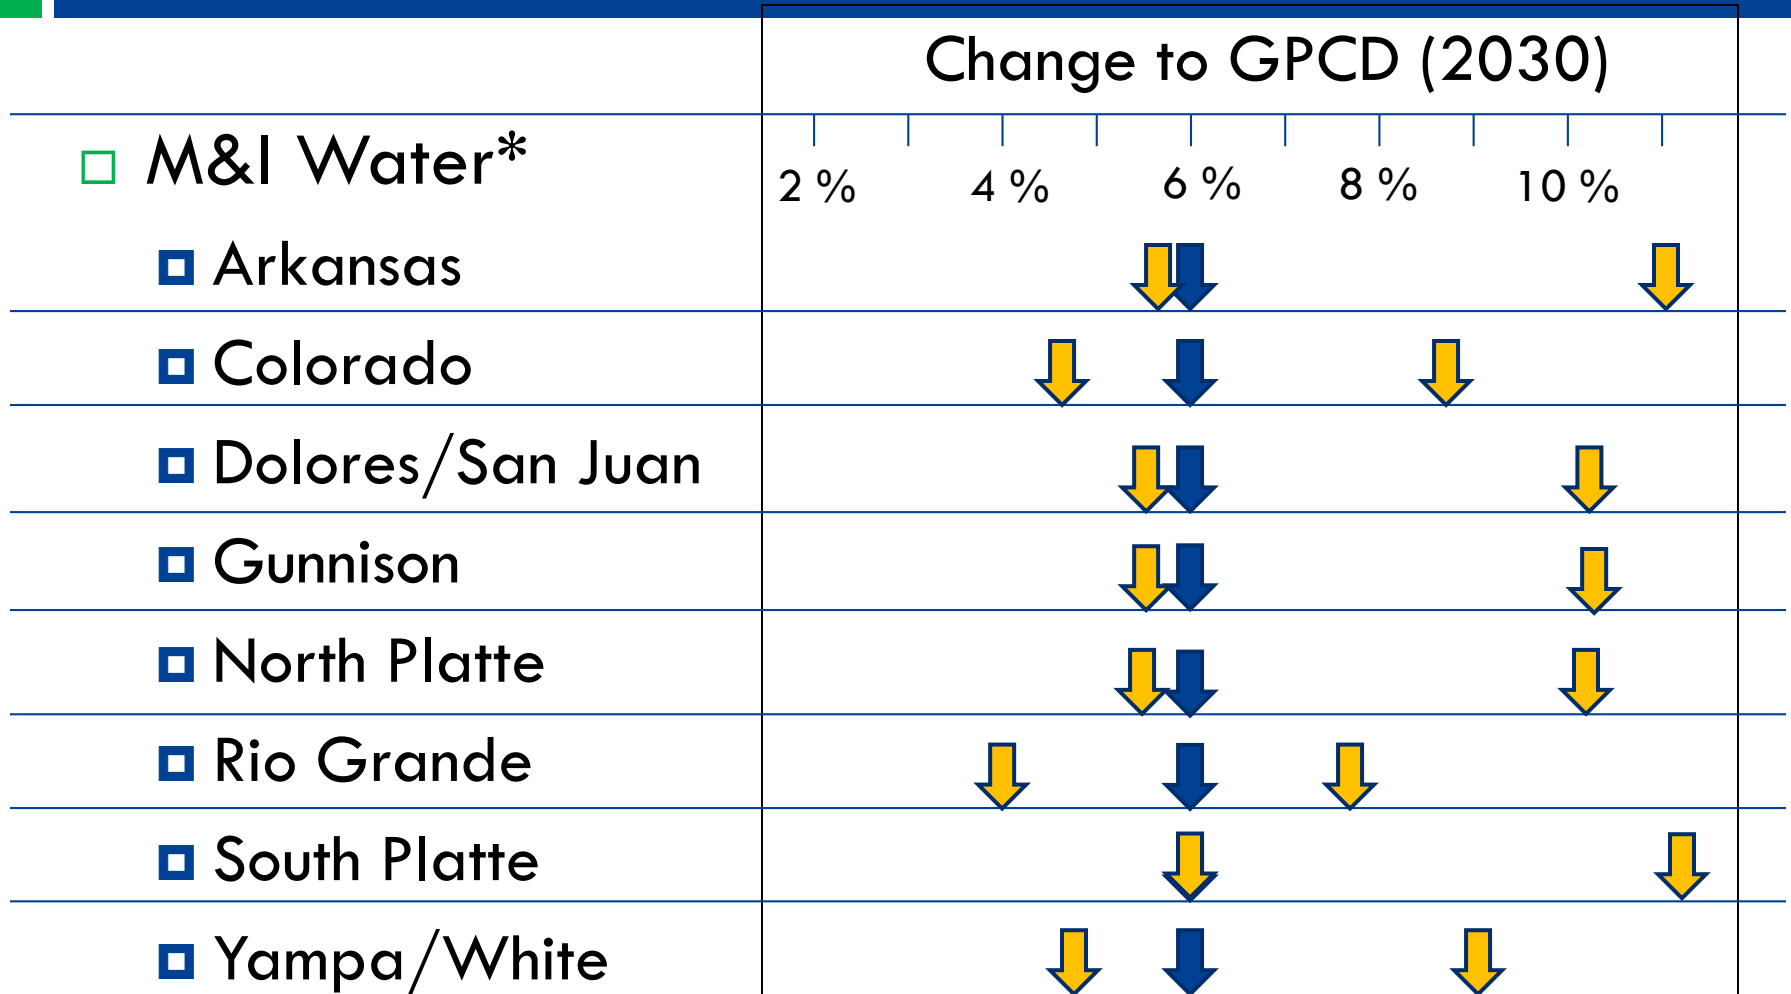 Change to GPCD (2030)
M&I Water*
2 % 4 % 6 % 8 % 10 %
Arkansas
Colorado
Dolores/San Juan
Gunnison
North Platte
Rio Grande
South Platte
Yampa/White